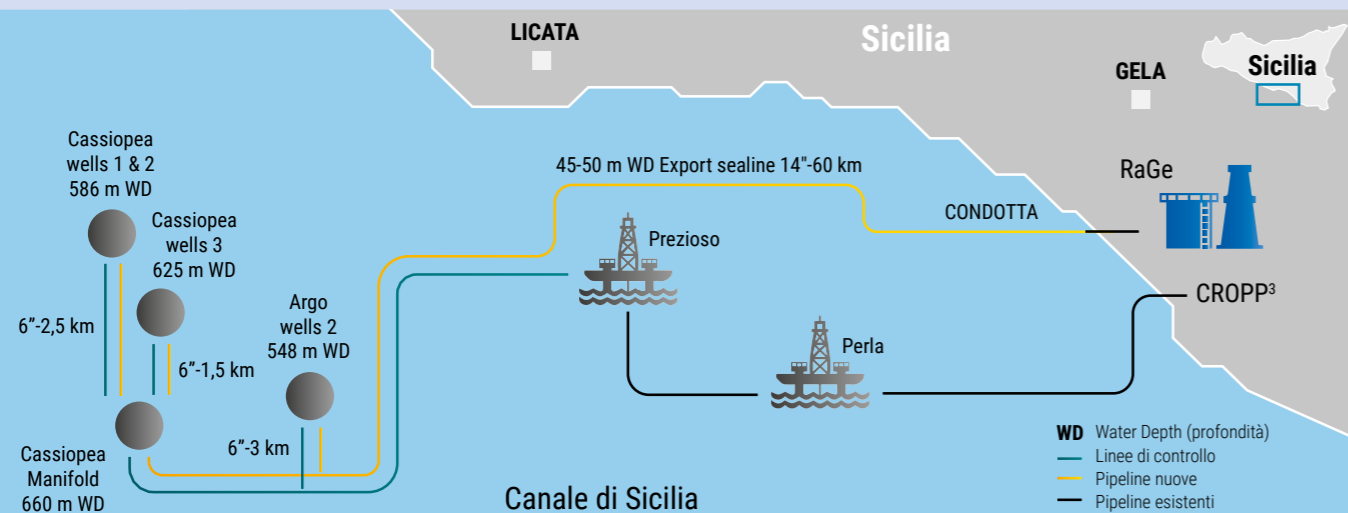 LICATA
Sicilia
GELA
Sicilia
Cassiopea
wells 1 & 2
586 m WD
Cassiopea
wells 3
625 m WD
6”-2,5 km
6”-1,5 km
Argo
wells 2
548 m WD
6”-3 km
Cassiopea
Manifold
660 m WD
45-50 m WD Export sealine 14"-60 km
CONDOTTA
RaGe
Prezioso
Perla
CROPP³
Canale di Sicilia
WD Water Depth (profondità)
Linee di controllo
Pipeline nuove
Pipeline esistenti